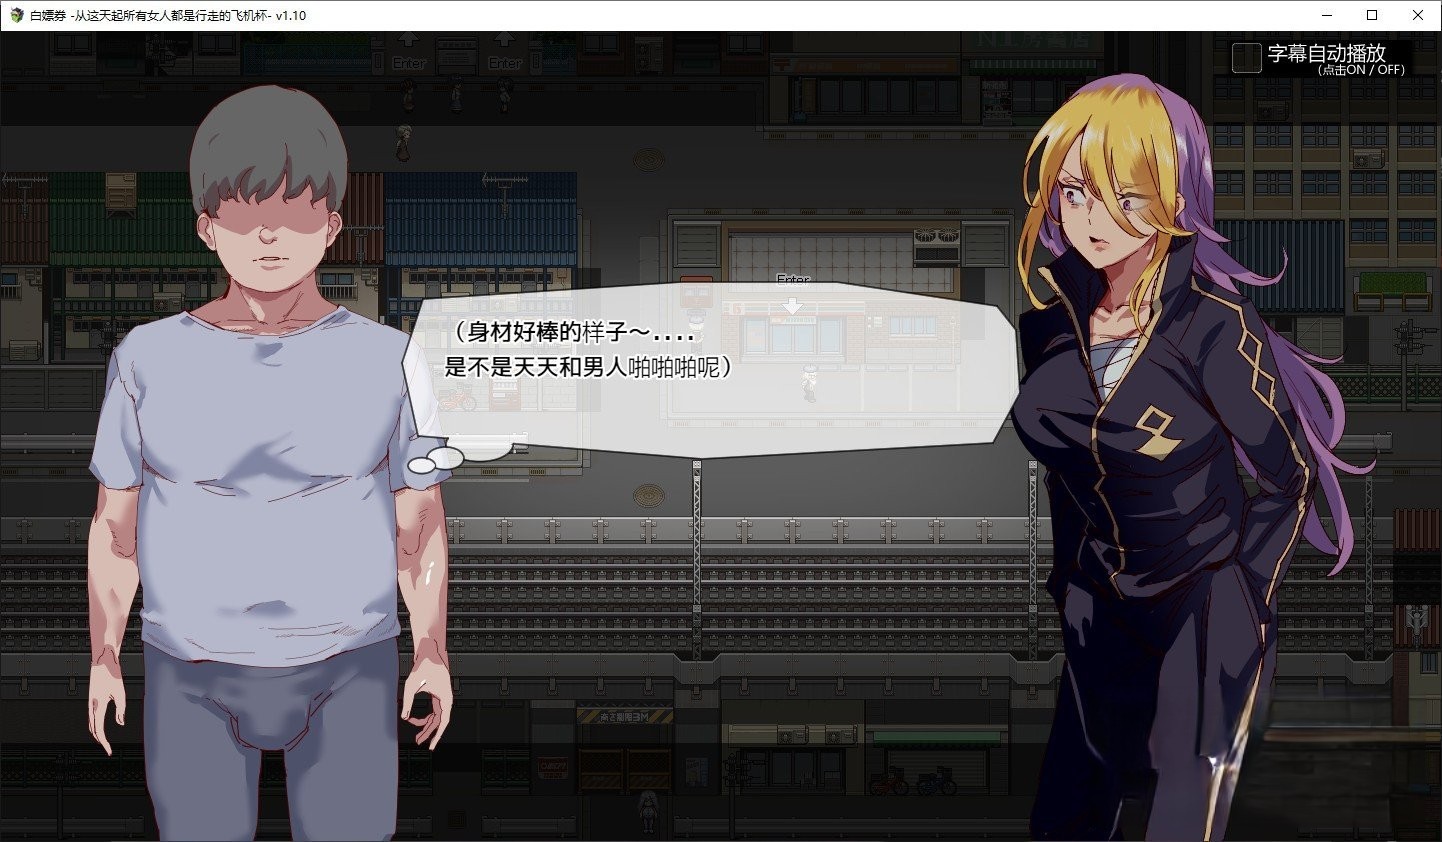 白嫖券 -从这天起所有女人都是行走的飞机杯- v1.10
字幕自动播放
(点击ON / OFF)
Enter
Enter
Enter
（身材好棒的样子～....
是不是天天和男人啪啪啪呢）